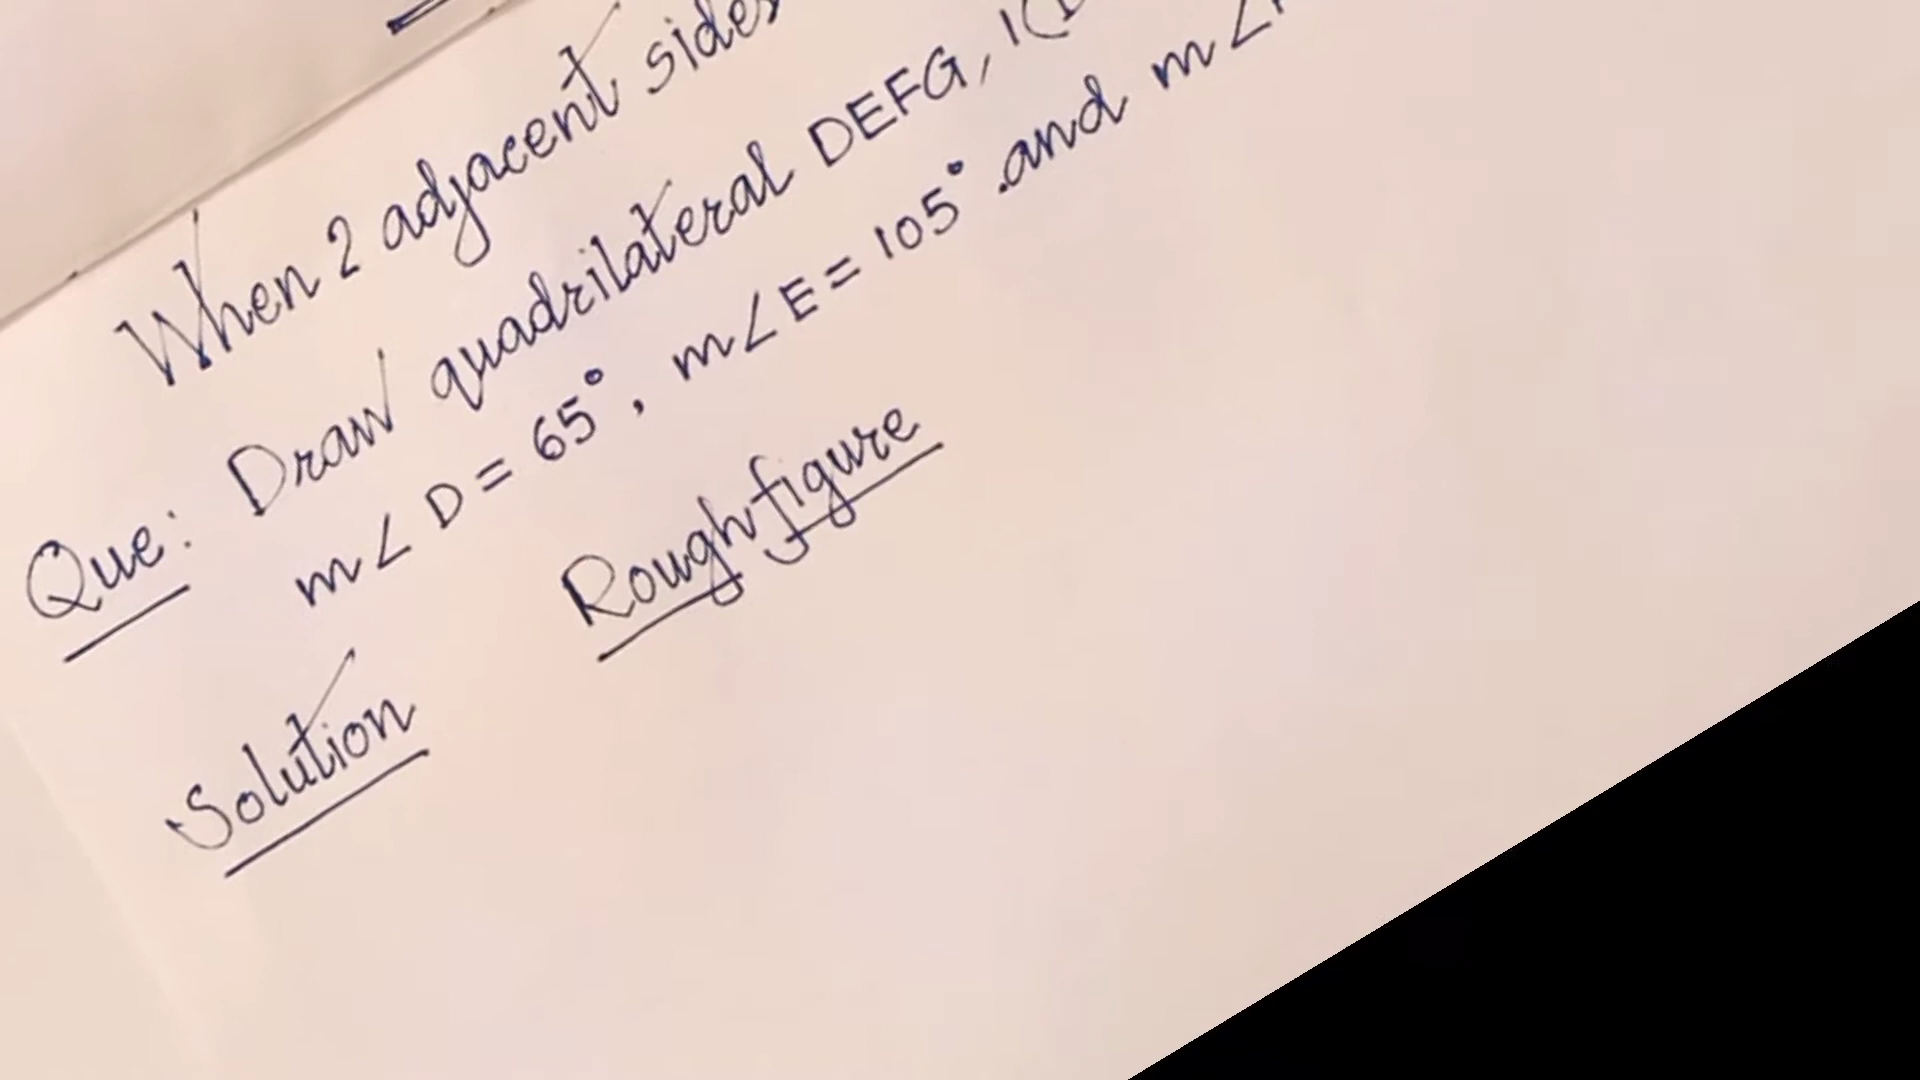 When 2 adjacent sides
Que: Draw quadrilateral DEFG, l(
m∠D = 65°, m∠E = 105° .and m∠
Rough figure
Solution